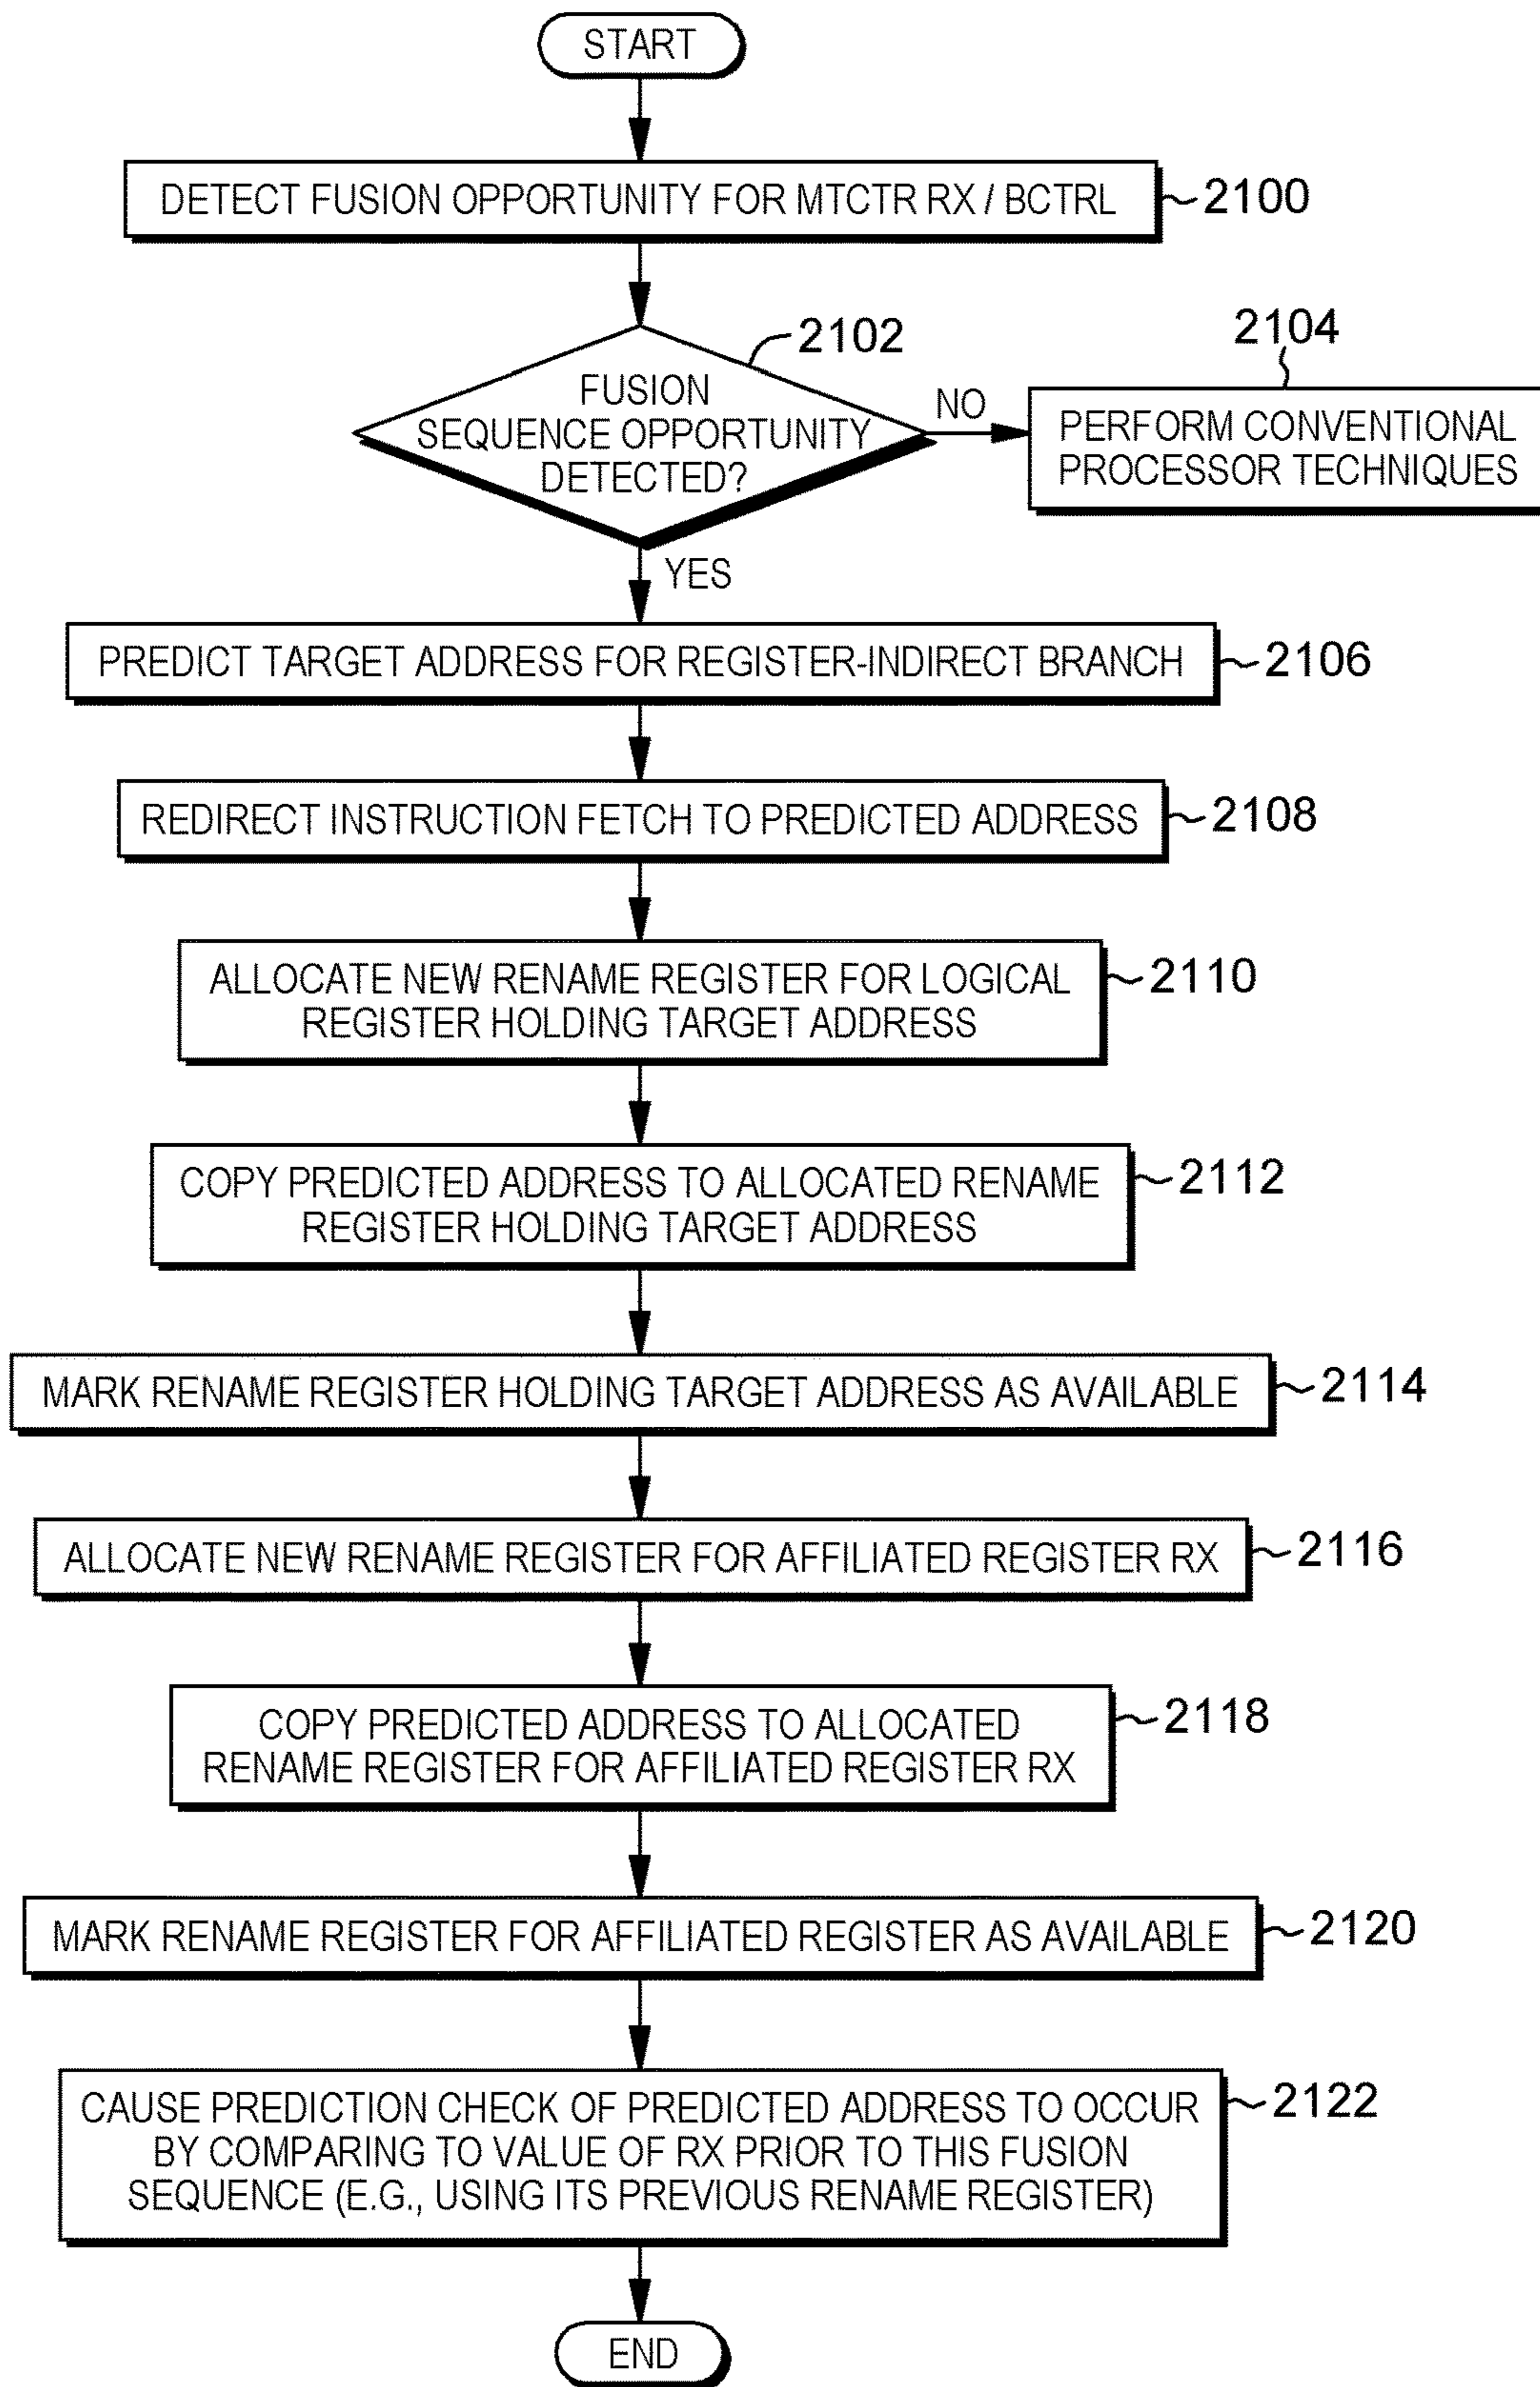 START
DETECT FUSION OPPORTUNITY FOR MTCTR RX / BCTRL
2100
2102
FUSION
SEQUENCE OPPORTUNITY
DETECTED?
NO
2104
PERFORM CONVENTIONAL
PROCESSOR TECHNIQUES
YES
PREDICT TARGET ADDRESS FOR REGISTER-INDIRECT BRANCH
2106
REDIRECT INSTRUCTION FETCH TO PREDICTED ADDRESS
2108
ALLOCATE NEW RENAME REGISTER FOR LOGICAL
REGISTER HOLDING TARGET ADDRESS
2110
COPY PREDICTED ADDRESS TO ALLOCATED RENAME
REGISTER HOLDING TARGET ADDRESS
2112
MARK RENAME REGISTER HOLDING TARGET ADDRESS AS AVAILABLE
2114
ALLOCATE NEW RENAME REGISTER FOR AFFILIATED REGISTER RX
2116
COPY PREDICTED ADDRESS TO ALLOCATED
RENAME REGISTER FOR AFFILIATED REGISTER RX
2118
MARK RENAME REGISTER FOR AFFILIATED REGISTER AS AVAILABLE
2120
CAUSE PREDICTION CHECK OF PREDICTED ADDRESS TO OCCUR
BY COMPARING TO VALUE OF RX PRIOR TO THIS FUSION
SEQUENCE (E.G., USING ITS PREVIOUS RENAME REGISTER)
2122
END